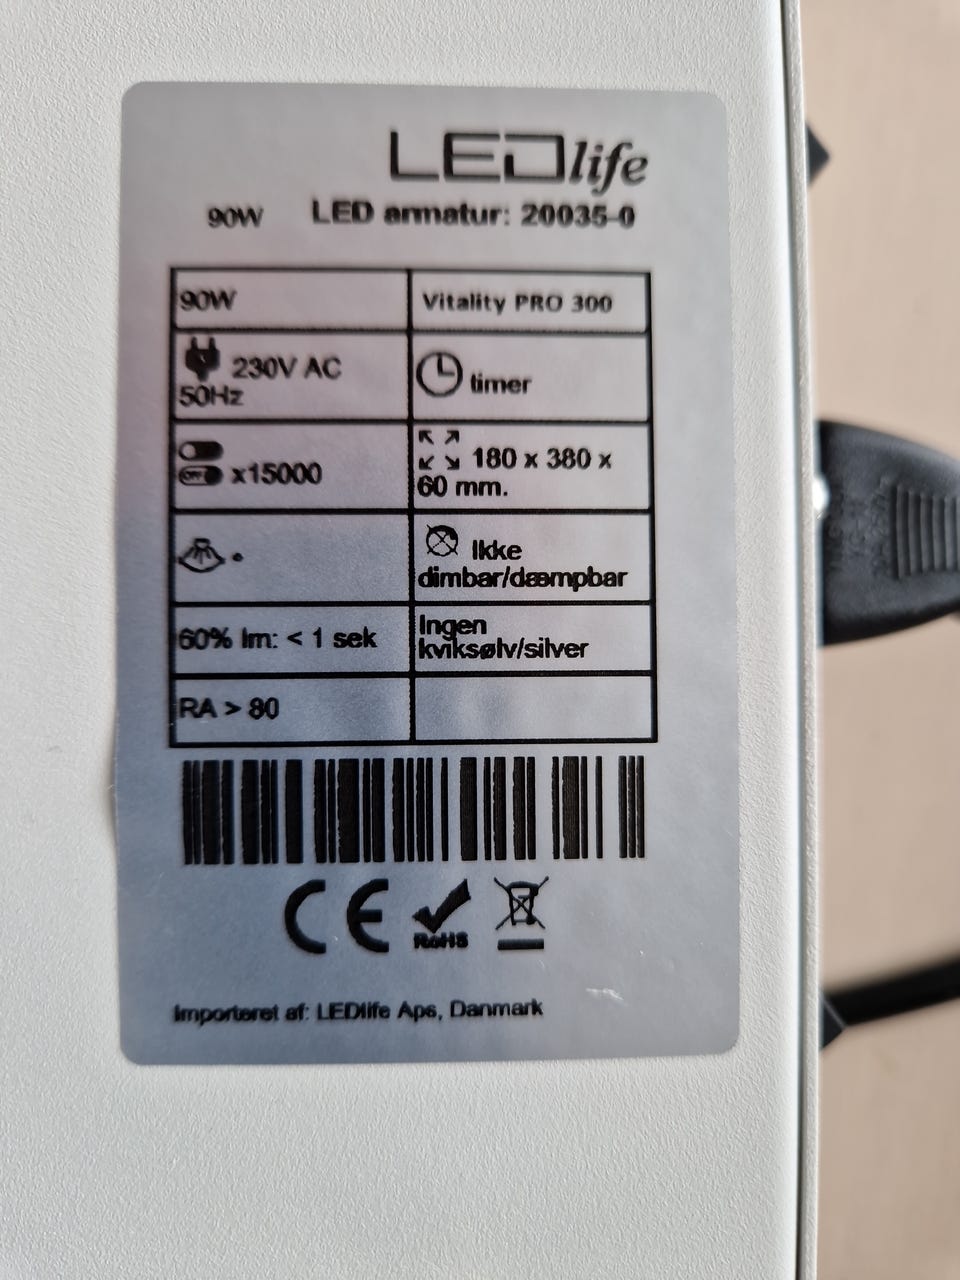 LEDlife
90W LED armatur: 20035-0
90W
Vitality PRO 300
230V AC
50Hz
timer
OFF x15000
180 x 380 x
60 mm.
°
Ikke
dimbar/dæmpbar
60% lm: < 1 sek
Ingen
kviksølv/silver
RA > 80
CE RoHS
Importeret af: LEDlife Aps, Danmark